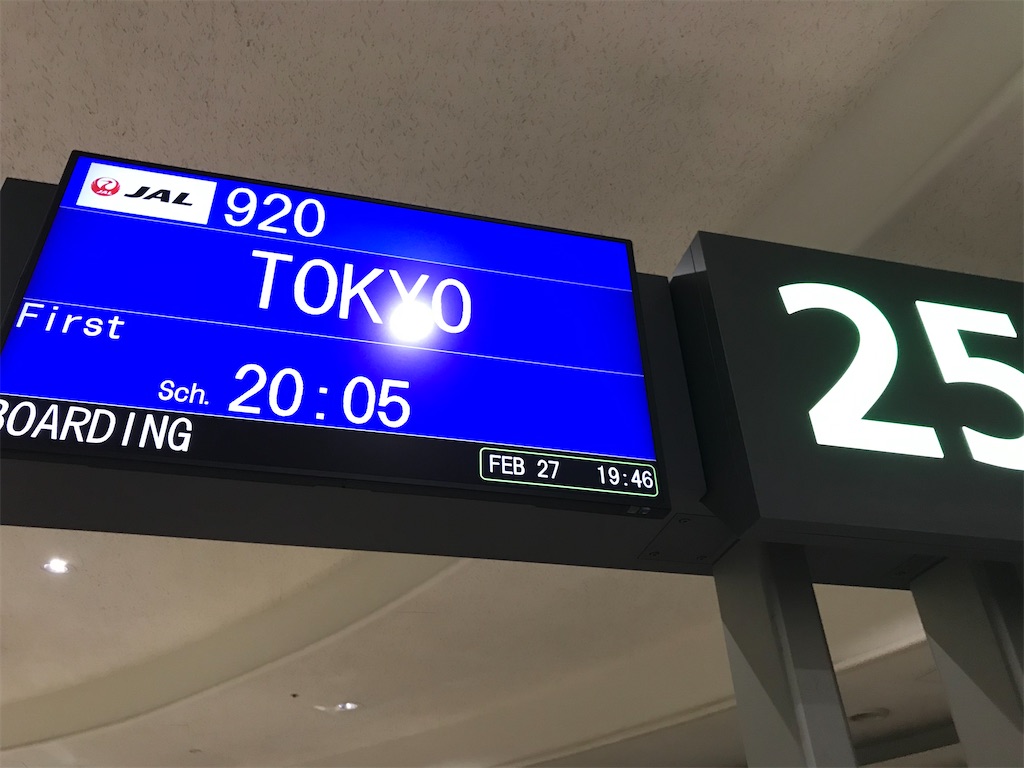 JAL 920
TOKYO
First
Sch. 20:05
BOARDING
FEB 27 19:46
25